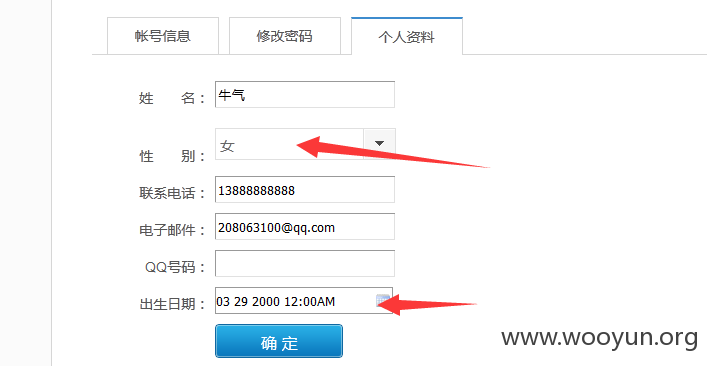 帐号信息 修改密码 个人资料
姓 名： 牛气
性 别： 女
联系电话： 13888888888
电子邮件： 208063100@qq.com
QQ号码：
出生日期： 03 29 2000 12:00AM
确 定
www.wooyun.org